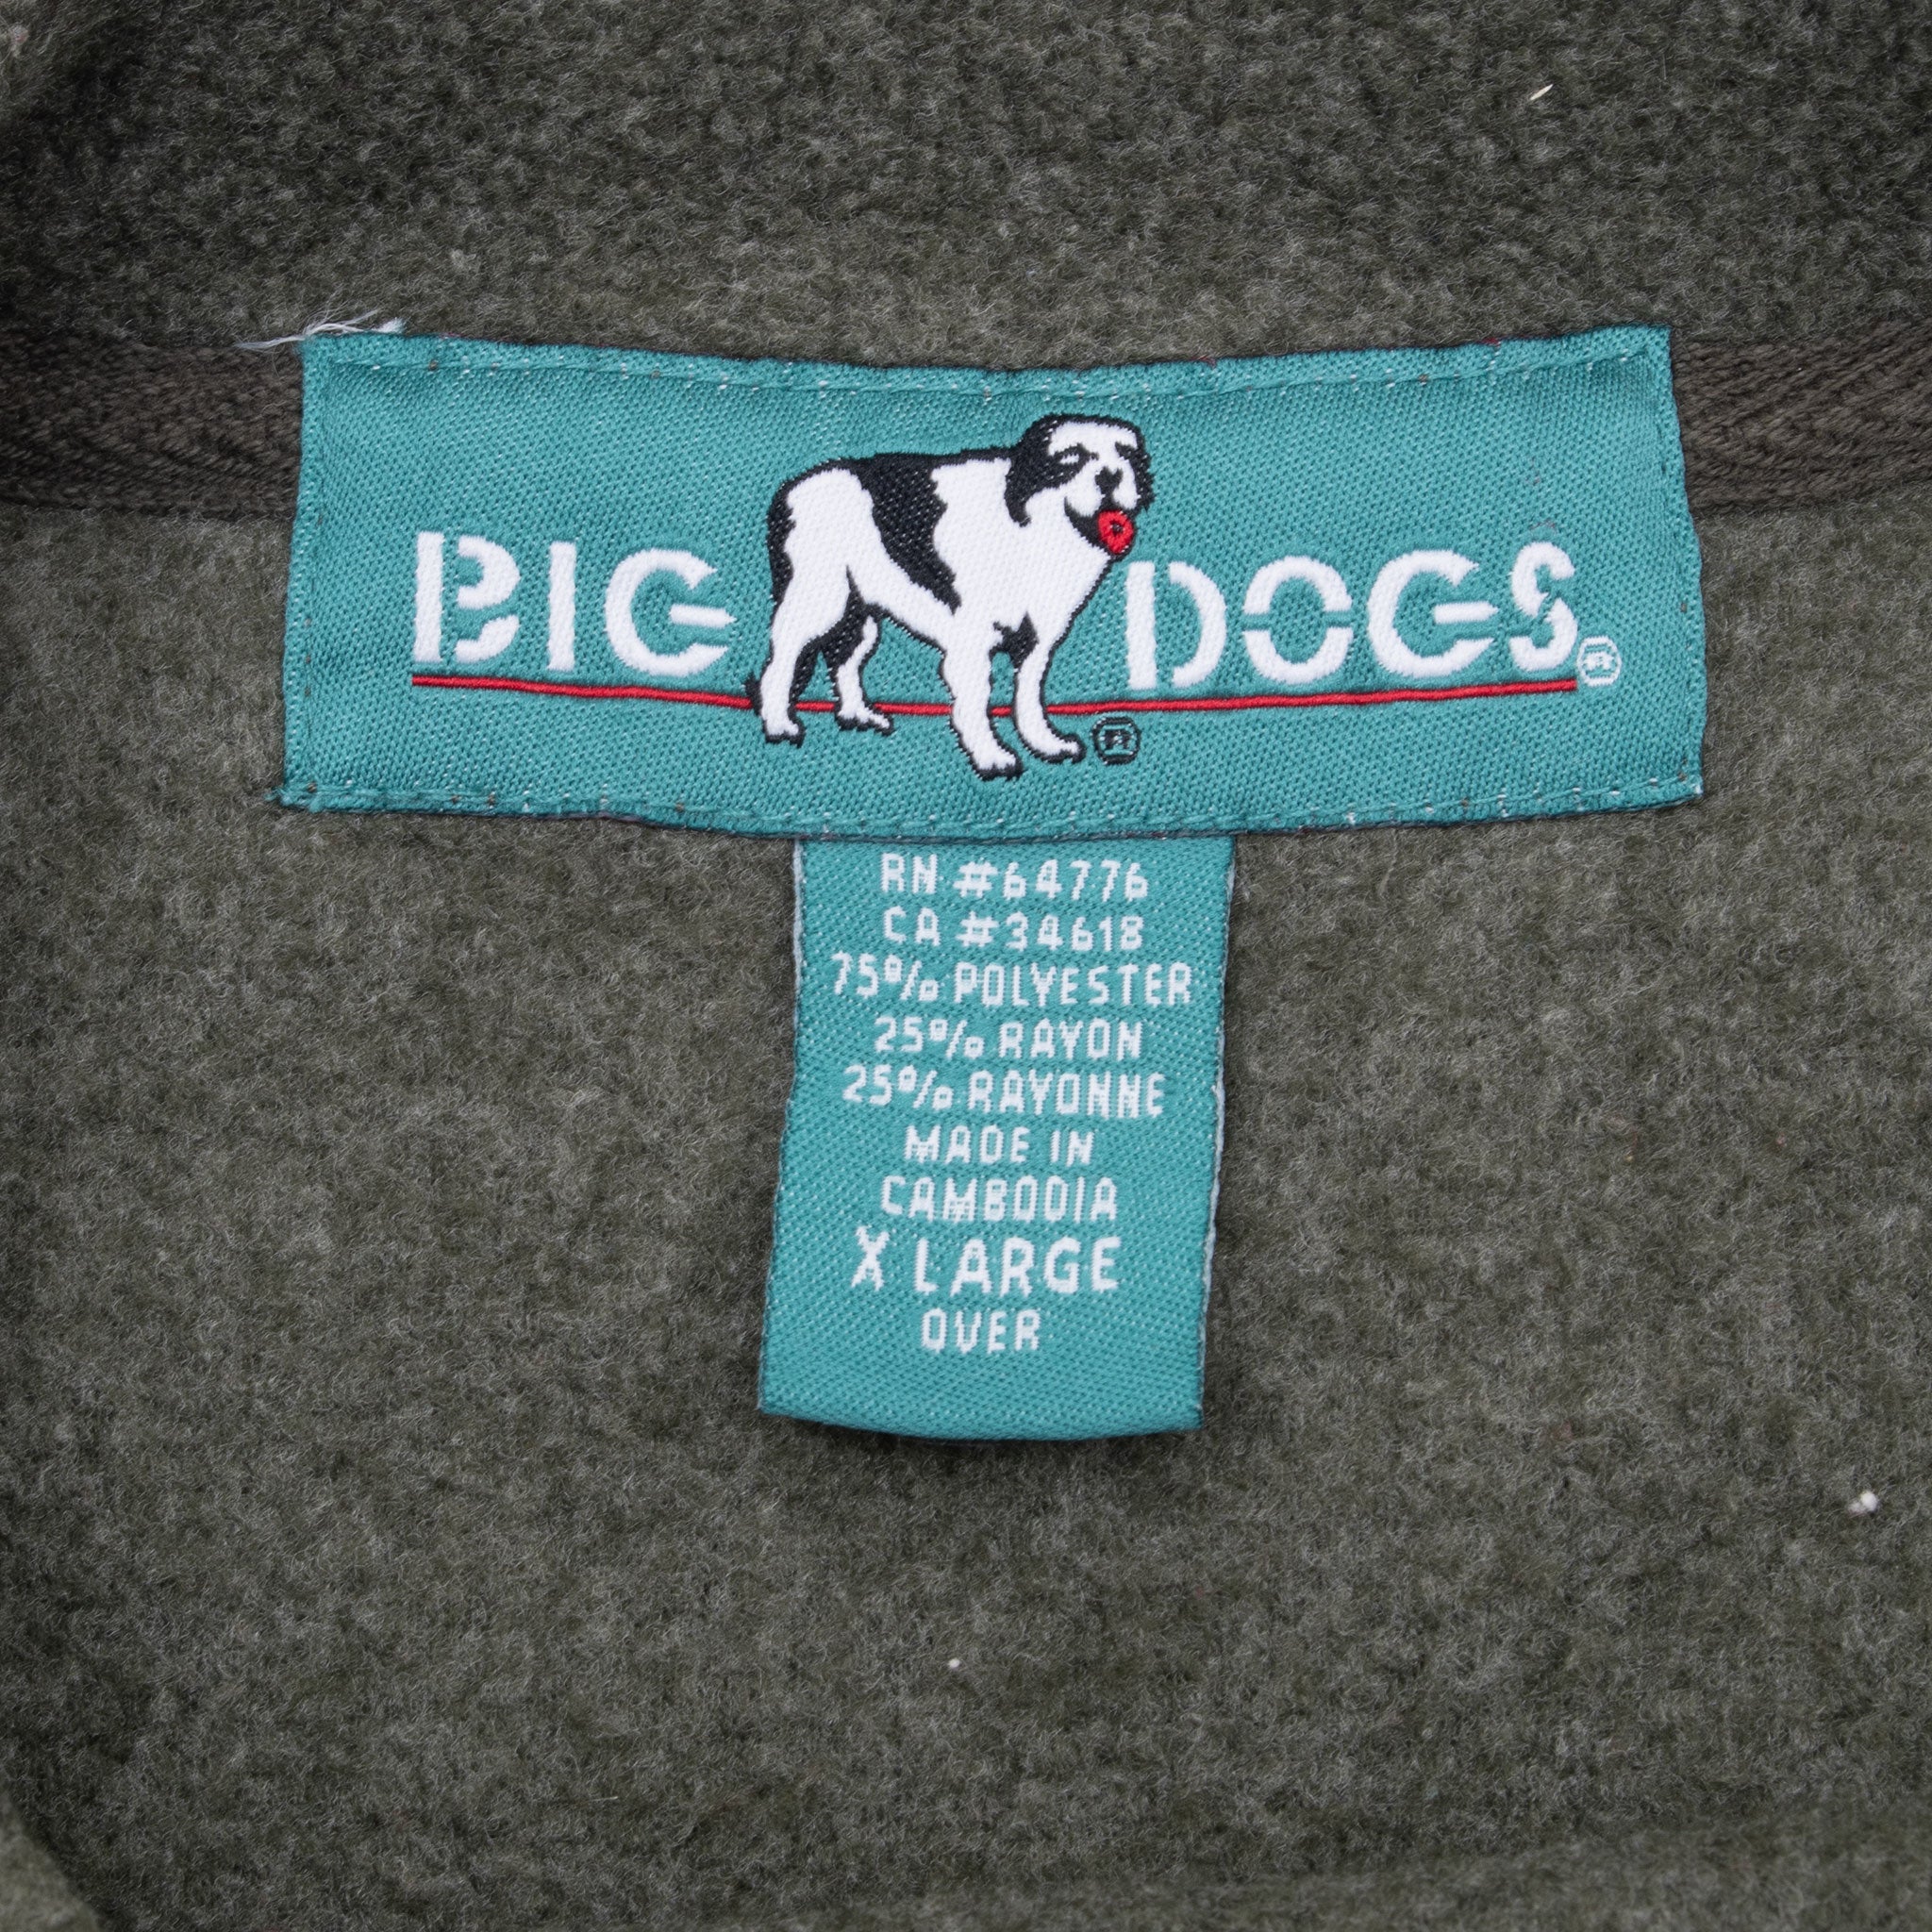 BIG DOGS®
®
RN #64776
CA #34618
75% POLYESTER
25% RAYON
25% RAYONNE
MADE IN
CAMBODIA
X LARGE
OVER